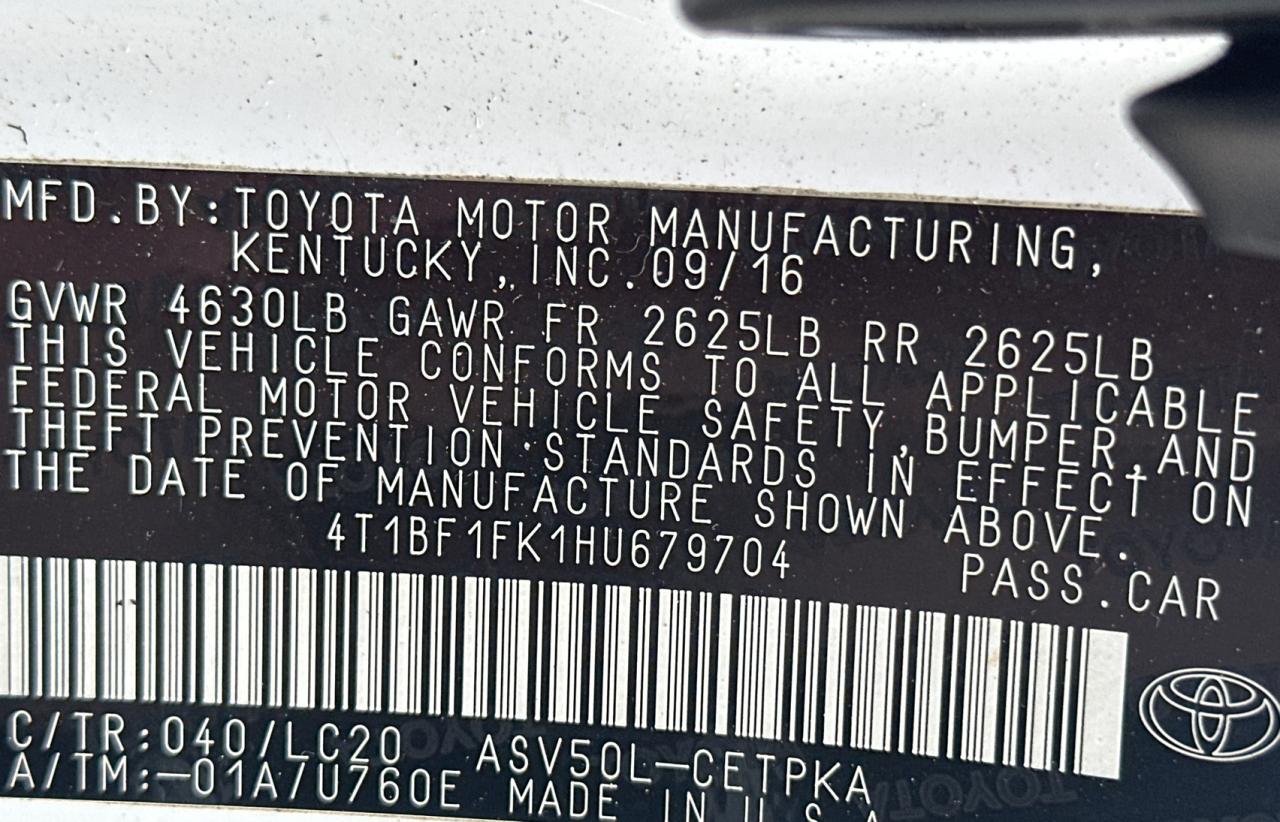 MFD.BY:TOYOTA MOTOR MANUFACTURING,
KENTUCKY,INC.09/16
GVWR 4630LB GAWR FR 2625LB RR 2625LB
THIS VEHICLE CONFORMS TO ALL APPLICABLE
FEDERAL MOTOR VEHICLE SAFETY,BUMPER,AND
THEFT PREVENTION STANDARDS IN EFFECT ON
THE DATE OF MANUFACTURE SHOWN ABOVE.
4T1BF1FK1HU679704 PASS.CAR
C/TR:040/LC20 ASV50L-CETPKA
A/TM:-01A/U760E MADE IN U.S.A